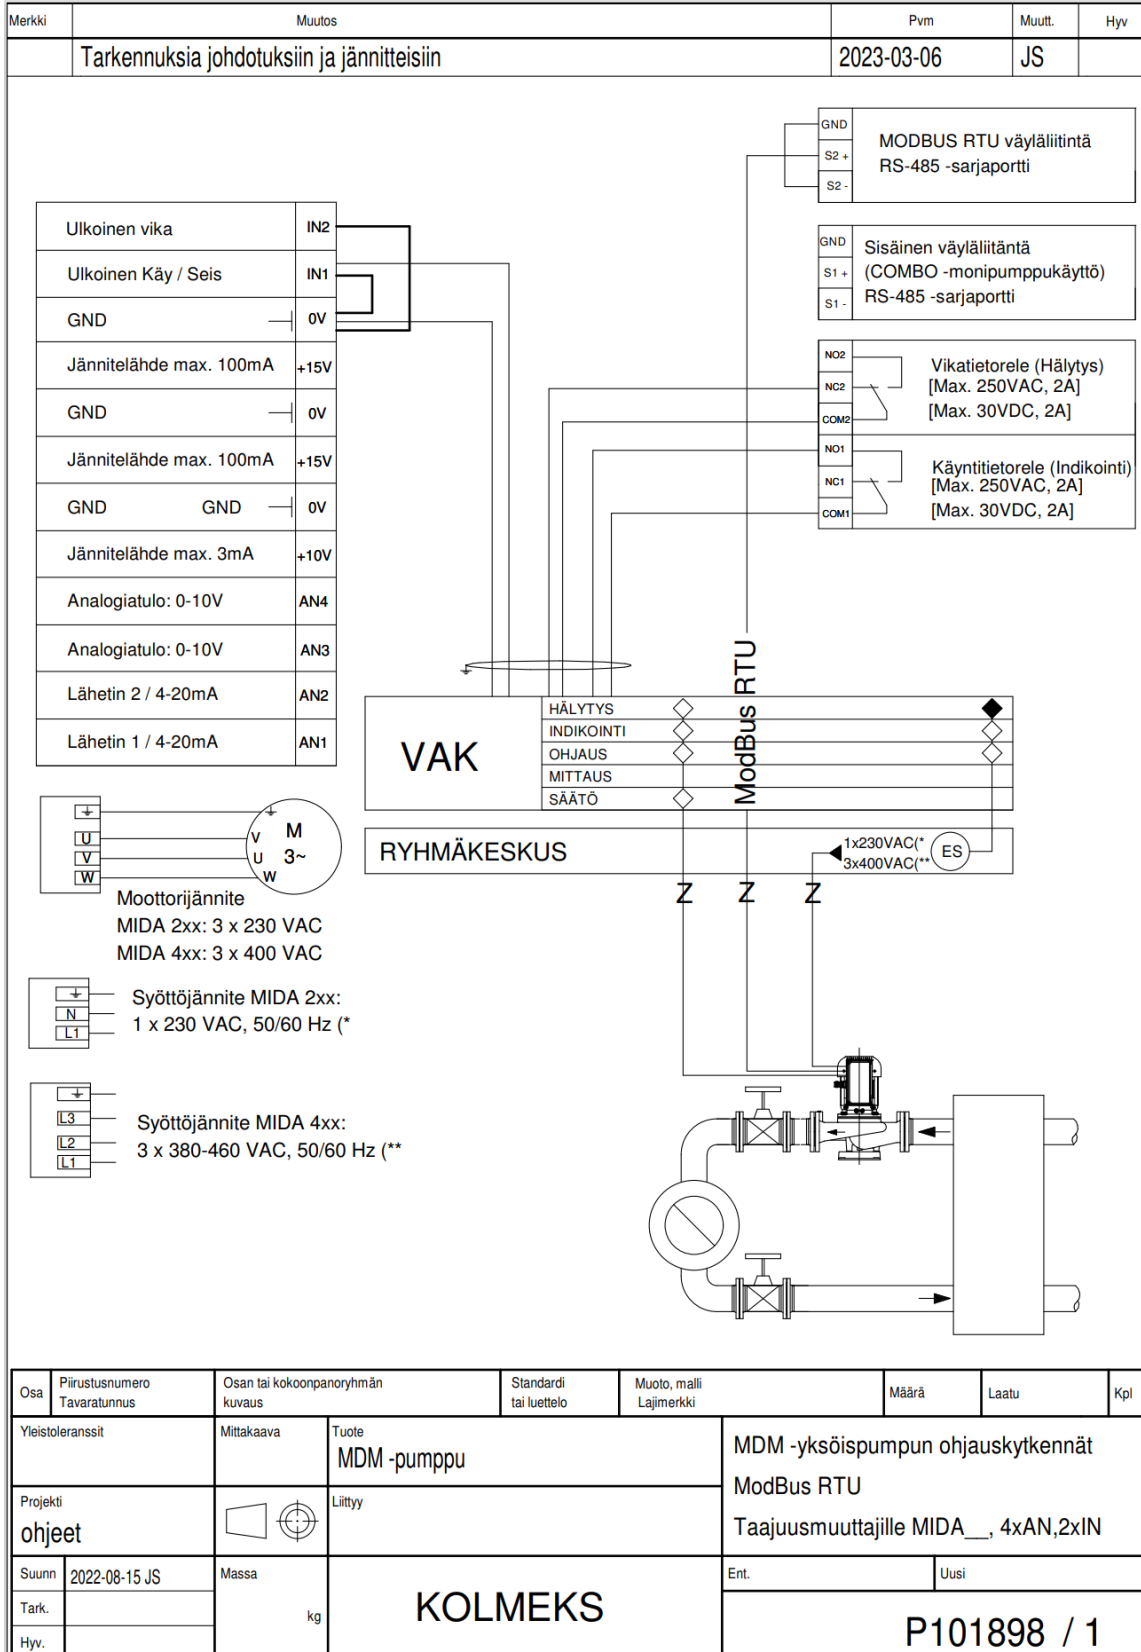 Merkki Muutos Pvm Muutt. Hyv
Tarkennuksia johdotuksiin ja jännitteisiin 2023-03-06 JS
GND
S2 +
S2 -
MODBUS RTU väyläliitintä
RS-485 -sarjaportti
GND
S1 +
S1 -
Sisäinen väyläliitäntä
(COMBO -monipumppukäyttö)
RS-485 -sarjaportti
Ulkoinen vika IN2
Ulkoinen Käy / Seis IN1
GND 0V
Jännitelähde max. 100mA +15V
GND 0V
Jännitelähde max. 100mA +15V
GND GND 0V
Jännitelähde max. 3mA +10V
Analogiatulo: 0-10V AN4
Analogiatulo: 0-10V AN3
Lähetin 2 / 4-20mA AN2
Lähetin 1 / 4-20mA AN1
NO2
NC2
COM2
Vikatietorele (Hälytys)
[Max. 250VAC, 2A]
[Max. 30VDC, 2A]
NO1
NC1
COM1
Käyntitietorele (Indikointi)
[Max. 250VAC, 2A]
[Max. 30VDC, 2A]
VAK
HÄLYTYS
INDIKOINTI
OHJAUS
MITTAUS
SÄÄTÖ
ModBus RTU
RYHMÄKESKUS
1x230VAC(*
3x400VAC(**
ES
Z Z Z
U
V
W
V
U
W
M
3~
Moottorijännite
MIDA 2xx: 3 x 230 VAC
MIDA 4xx: 3 x 400 VAC
N
L1
Syöttöjännite MIDA 2xx:
1 x 230 VAC, 50/60 Hz (*
L3
L2
L1
Syöttöjännite MIDA 4xx:
3 x 380-460 VAC, 50/60 Hz (**
Osa
Piirustusnumero
Tavaratunnus
Osan tai kokoonpanoryhmän
kuvaus
Standardi
tai luettelo
Muoto, malli
Lajimerkki
Määrä
Laatu
Kpl
Yleistoleranssit
Mittakaava
Tuote
MDM -pumppu
MDM -yksöispumpun ohjauskytkennät
ModBus RTU
Taajuusmuuttajille MIDA__, 4xAN,2xIN
Projekti
ohjeet
Liittyy
Suunn 2022-08-15 JS
Tark.
Hyv.
Massa
kg
KOLMEKS
Ent.
Uusi
P101898 / 1